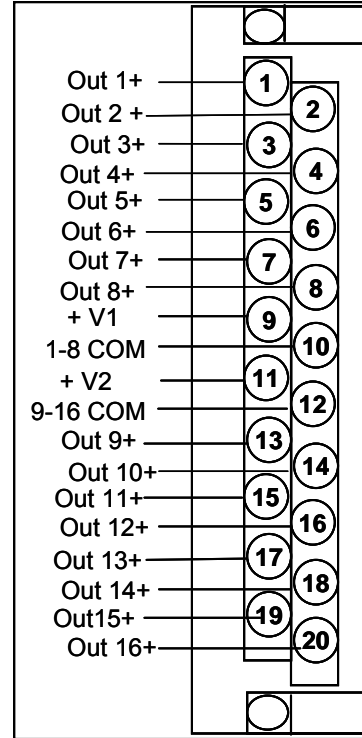 Out 1+
1
Out 2 +
2
Out 3+
3
Out 4+
4
Out 5+
5
Out 6+
6
Out 7+
7
Out 8+
8
+ V1
9
1-8 COM
10
+ V2
11
9-16 COM
12
Out 9+
13
Out 10+
14
Out 11+
15
Out 12+
16
Out 13+
17
Out 14+
18
Out15+
19
Out 16+
20